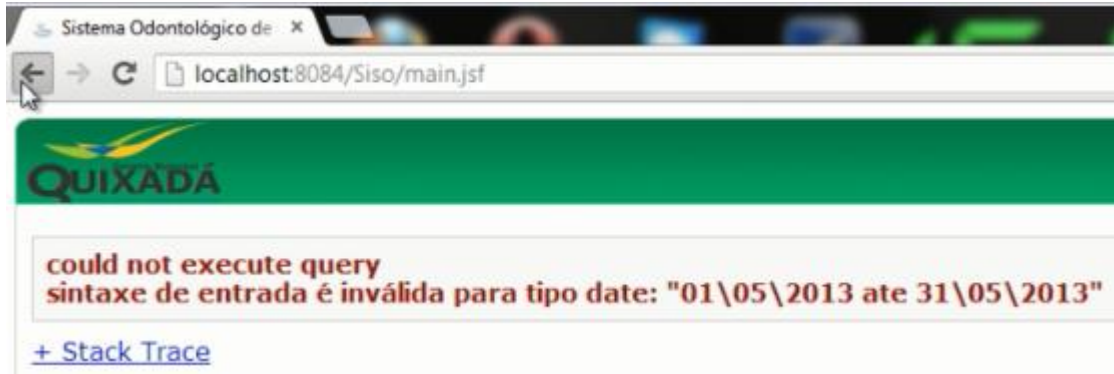 Sistema Odontológico de
localhost:8084/Siso/main.jsf
QUIXADÁ
could not execute query
sintaxe de entrada é inválida para tipo date: "01\05\2013 ate 31\05\2013"
+ Stack Trace